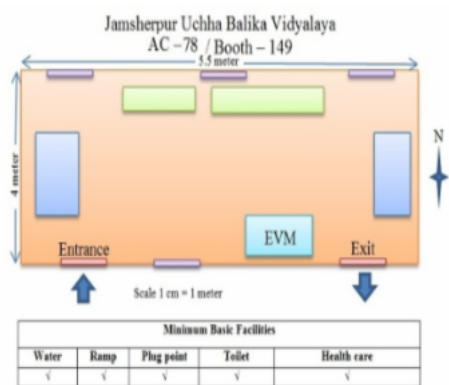 Jamsherpur Uchha Balika Vidyalaya
AC –78 / Booth – 149
5.5 meter
4 meter
N
EVM
Entrance
Exit
Scale 1 cm = 1 meter
Minimum Basic Facilities
Water Ramp Plug point Toilet Health care
√ √ √ √ √